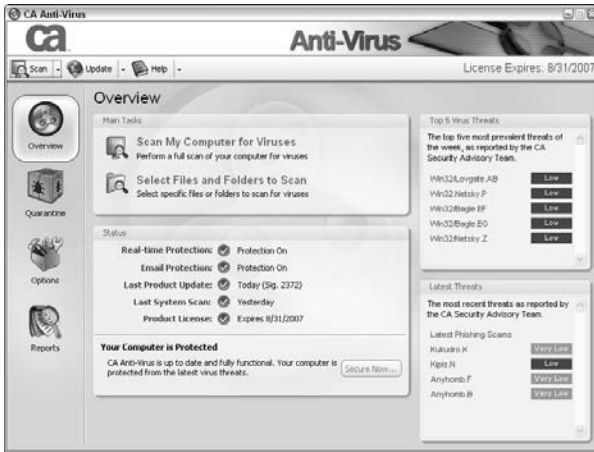 CA Anti-Virus
ca
Anti-Virus
Scan
Update
Help
License Expires: 8/31/2007
Overview
Quarantine
Options
Reports
Overview
Main Tasks
Scan My Computer for Viruses
Perform a full scan of your computer for viruses
Select Files and Folders to Scan
Select specific files or folders to scan for viruses
Status
Real-time Protection: Protection On
Email Protection: Protection On
Last Product Update: Today (Sig. 2372)
Last System Scan: Yesterday
Product License: Expires 8/31/2007
Your Computer is Protected
CA Anti-Virus is up to date and fully functional. Your computer is
protected from the latest virus threats.
Secure Now...
Top 5 Virus Threats
The top five most prevalent threats of
the week, as reported by the CA
Security Advisory Team.
Win32/Lovgate.AB Low
Win32.Netsky.P Low
Win32/Bagle.EF Low
Win32/Bagle.EG Low
Win32/Netsky.Z Low
Latest Threats
The most recent threats as reported by
the CA Security Advisory Team.
Latest Phishing Scams
Kukudro.K Very Low
Kipis.N Low
Anyhomb.F Very Low
Anyhomb.B Very Low